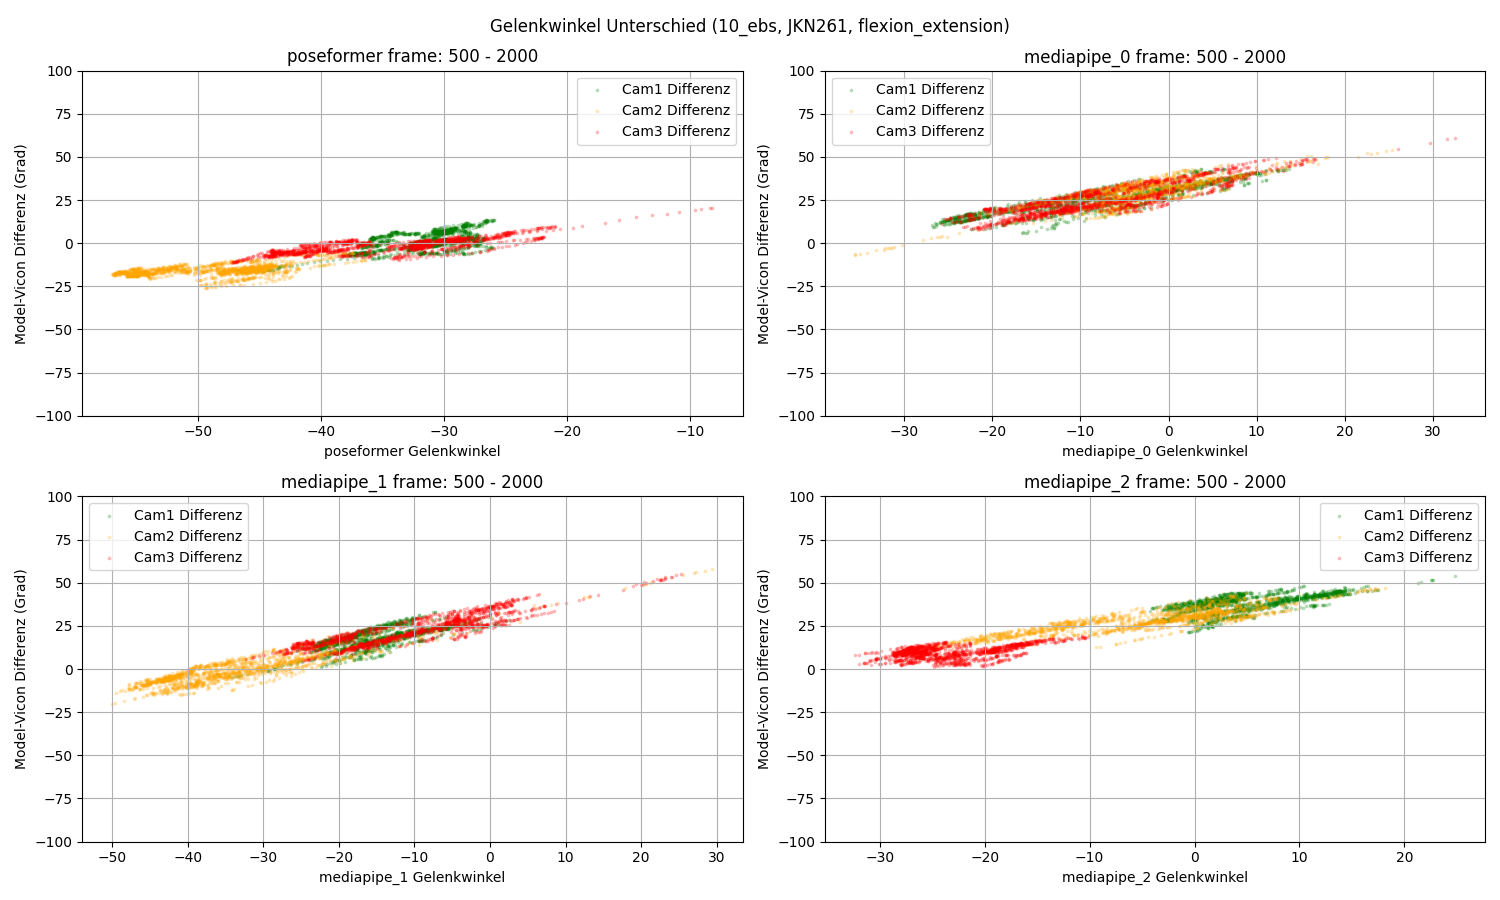 Gelenkwinkel Unterschied (10_ebs, JKN261, flexion_extension)
poseformer frame: 500 - 2000
100
75
50
25
0
−25
−50
−75
−100
Model-Vicon Differenz (Grad)
Cam1 Differenz
Cam2 Differenz
Cam3 Differenz
−50 −40 −30 −20 −10
poseformer Gelenkwinkel
mediapipe_0 frame: 500 - 2000
100
75
50
25
0
−25
−50
−75
−100
Model-Vicon Differenz (Grad)
Cam1 Differenz
Cam2 Differenz
Cam3 Differenz
−30 −20 −10 0 10 20 30
mediapipe_0 Gelenkwinkel
mediapipe_1 frame: 500 - 2000
100
75
50
25
0
−25
−50
−75
−100
Model-Vicon Differenz (Grad)
Cam1 Differenz
Cam2 Differenz
Cam3 Differenz
−50 −40 −30 −20 −10 0 10 20 30
mediapipe_1 Gelenkwinkel
mediapipe_2 frame: 500 - 2000
100
75
50
25
0
−25
−50
−75
−100
Model-Vicon Differenz (Grad)
Cam1 Differenz
Cam2 Differenz
Cam3 Differenz
−30 −20 −10 0 10 20
mediapipe_2 Gelenkwinkel